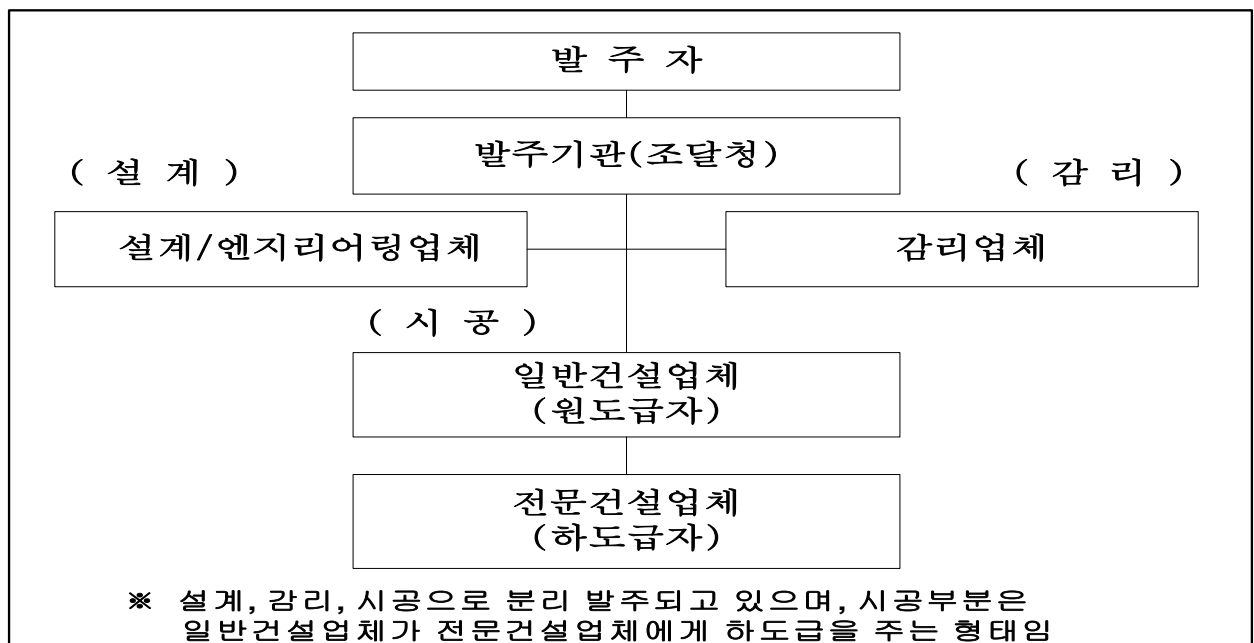 발 주 자
발주기관(조달청)
( 설 계 )
( 감 리 )
설계/엔지리어링업체
감리업체
( 시 공 )
일반건설업체
(원도급자)
전문건설업체
(하도급자)
※ 설계, 감리, 시공으로 분리 발주되고 있으며, 시공부분은
일반건설업체가 전문건설업체에게 하도급을 주는 형태임